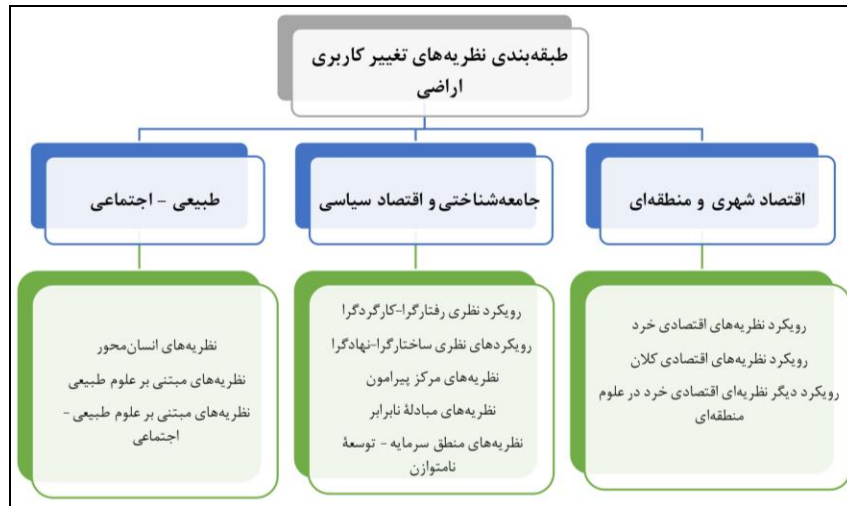 طبقه‌بندی نظریه‌های تغییر کاربری
اراضی
اقتصاد شهری و منطقه‌ای
جامعه‌شناختی و اقتصاد سیاسی
طبیعی - اجتماعی
رویکرد نظریه‌های اقتصادی خرد
رویکرد نظریه‌های اقتصادی کلان
رویکرد دیگر نظریه‌ای اقتصادی خرد در علوم
منطقه‌ای
رویکرد نظری رفتارگرا-کارگردگرا
رویکردهای نظری ساختارگرا-نهادگرا
نظریه‌های مرکز پیرامون
نظریه‌های مبادلهٔ نابرابر
نظریه‌های منطق سرمایه - توسعهٔ
نامتوازن
نظریه‌های انسان‌محور
نظریه‌های مبتنی بر علوم طبیعی
نظریه‌های مبتنی بر علوم طبیعی -
اجتماعی